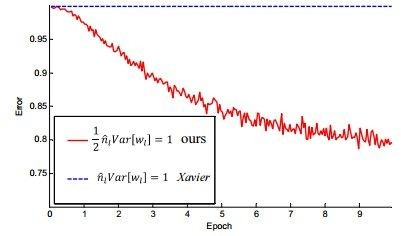 0.95
0.9
0.85
0.8
0.75
Error
½ n̂ₗVar[wₗ] = 1 ours
n̂ₗVar[wₗ] = 1 Xavier
0 1 2 3 4 5 6 7 8 9
Epoch